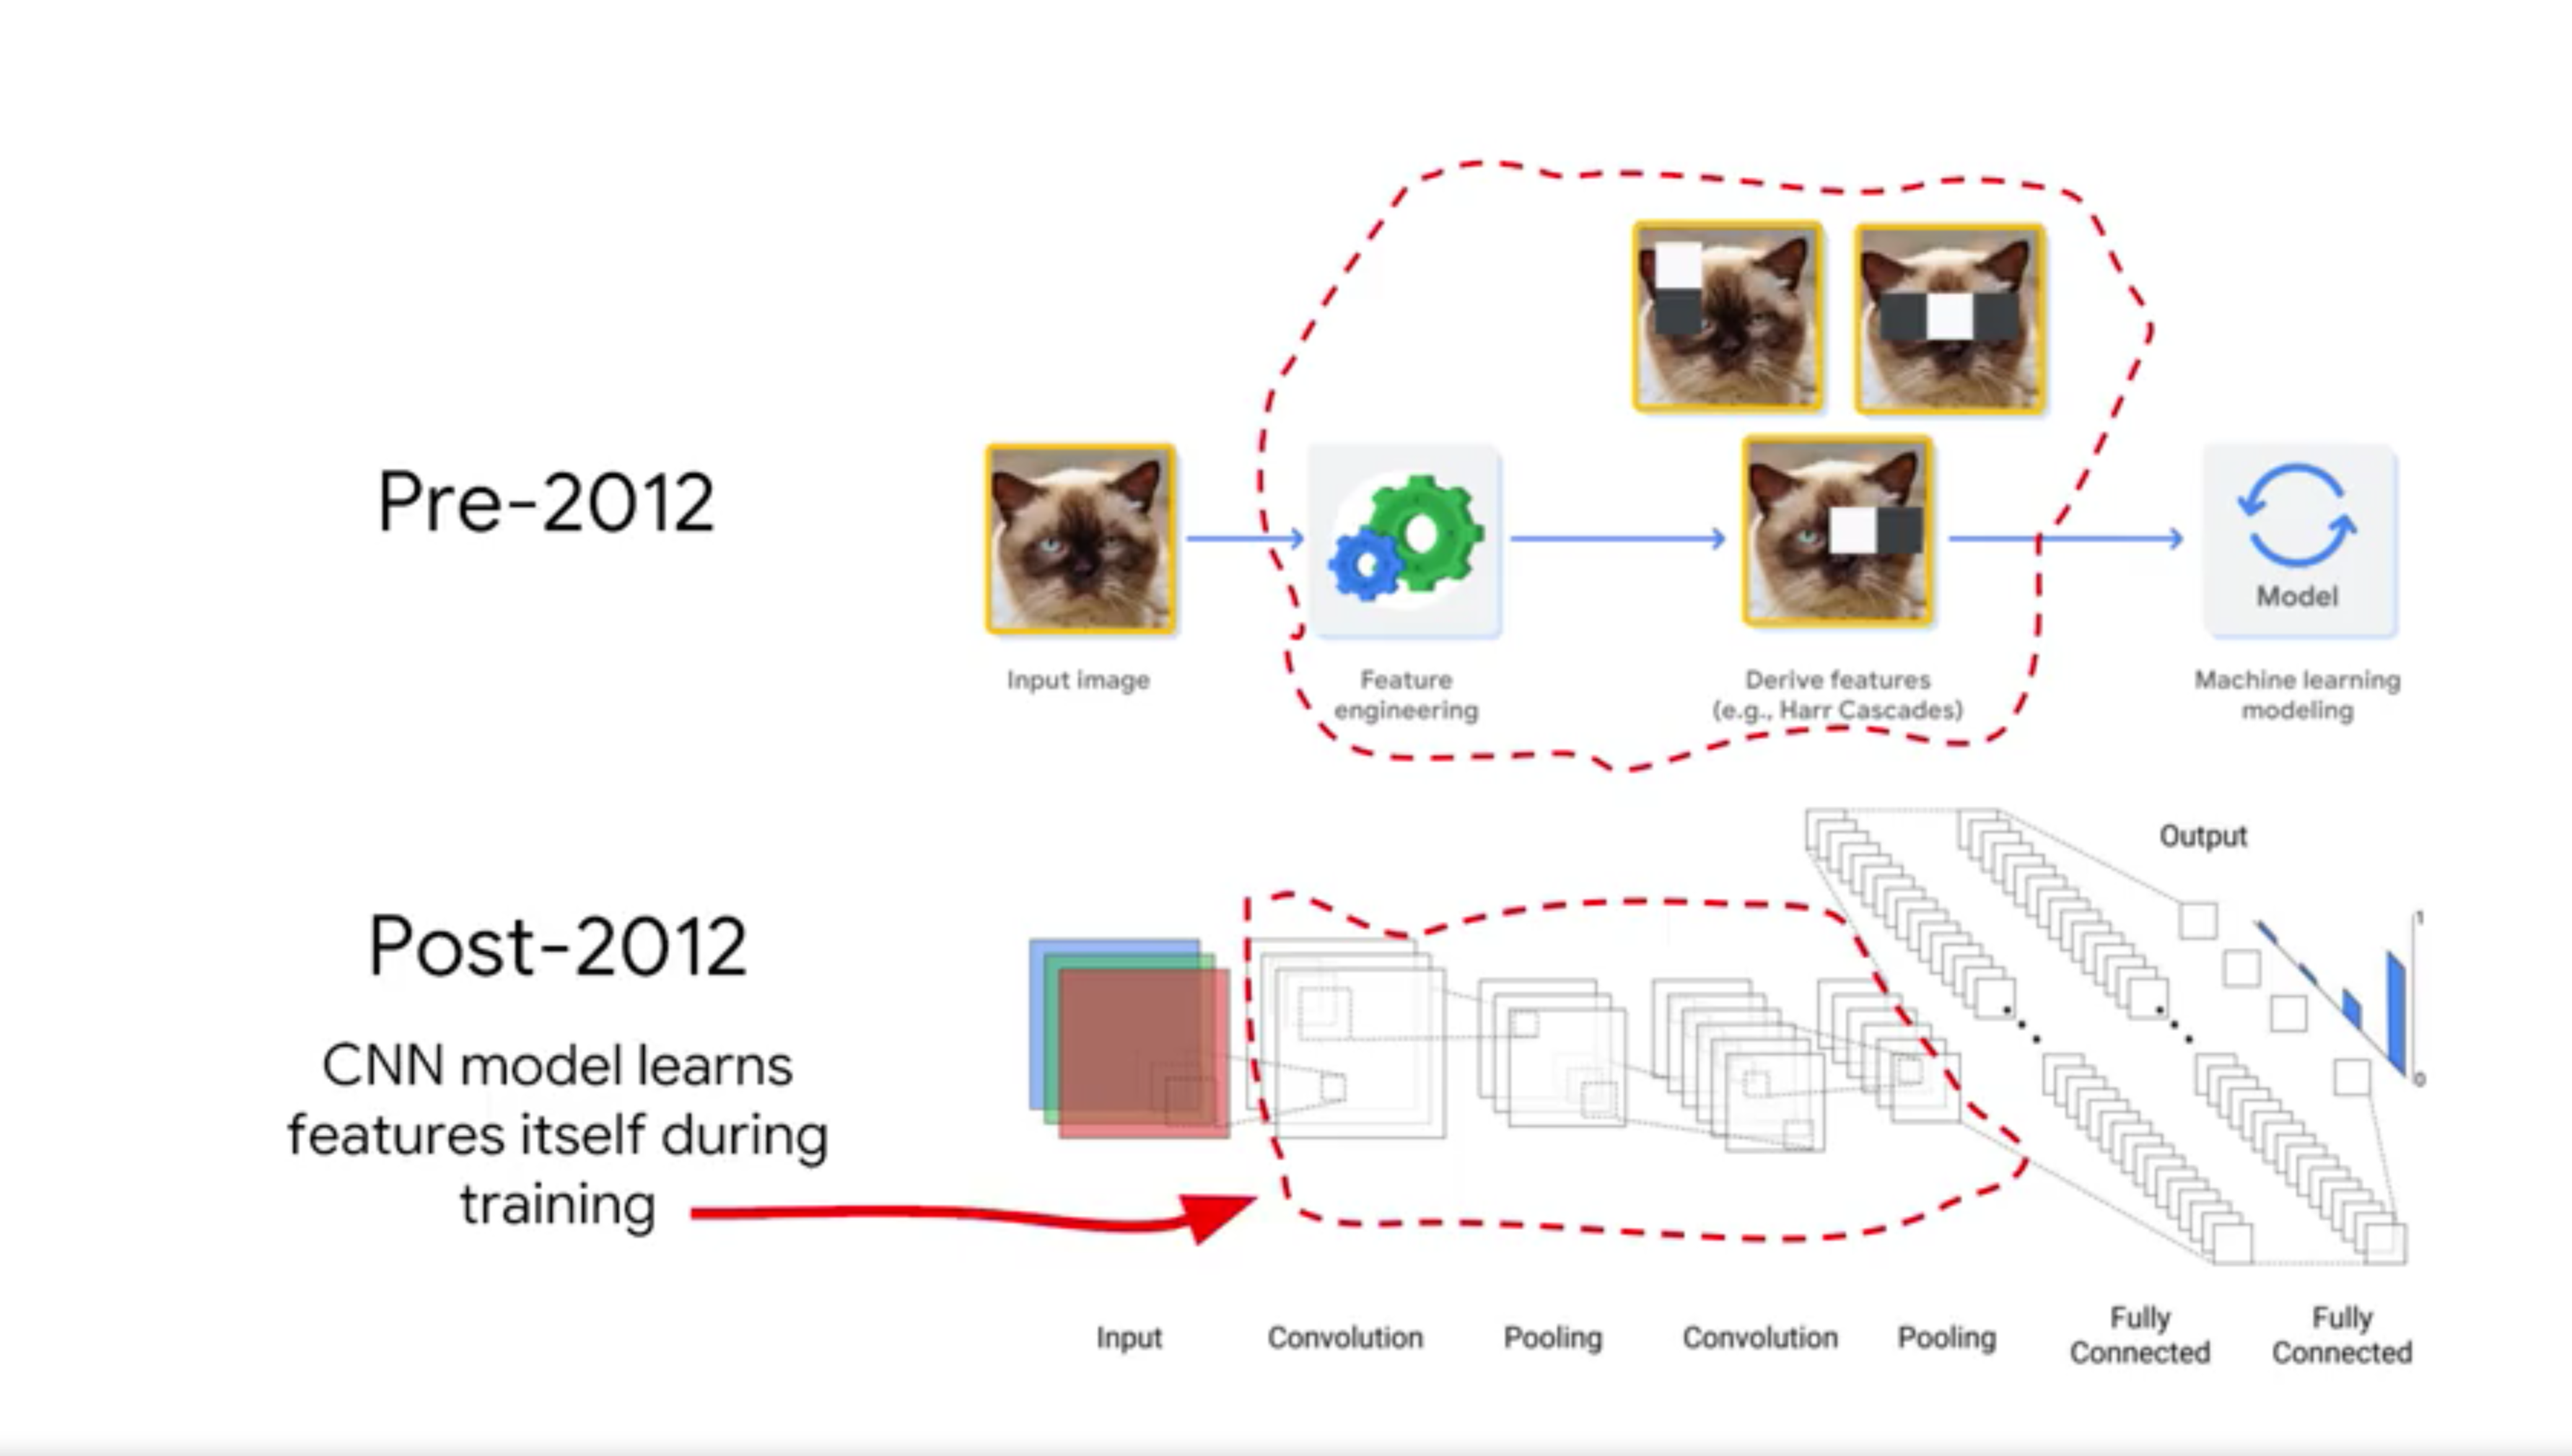 Pre-2012
Model
Input image
Feature
engineering
Derive features
(e.g., Harr Cascades)
Machine learning
modeling
Post-2012
CNN model learns
features itself during
training
Output
1
0
Input
Convolution
Pooling
Convolution
Pooling
Fully
Connected
Fully
Connected